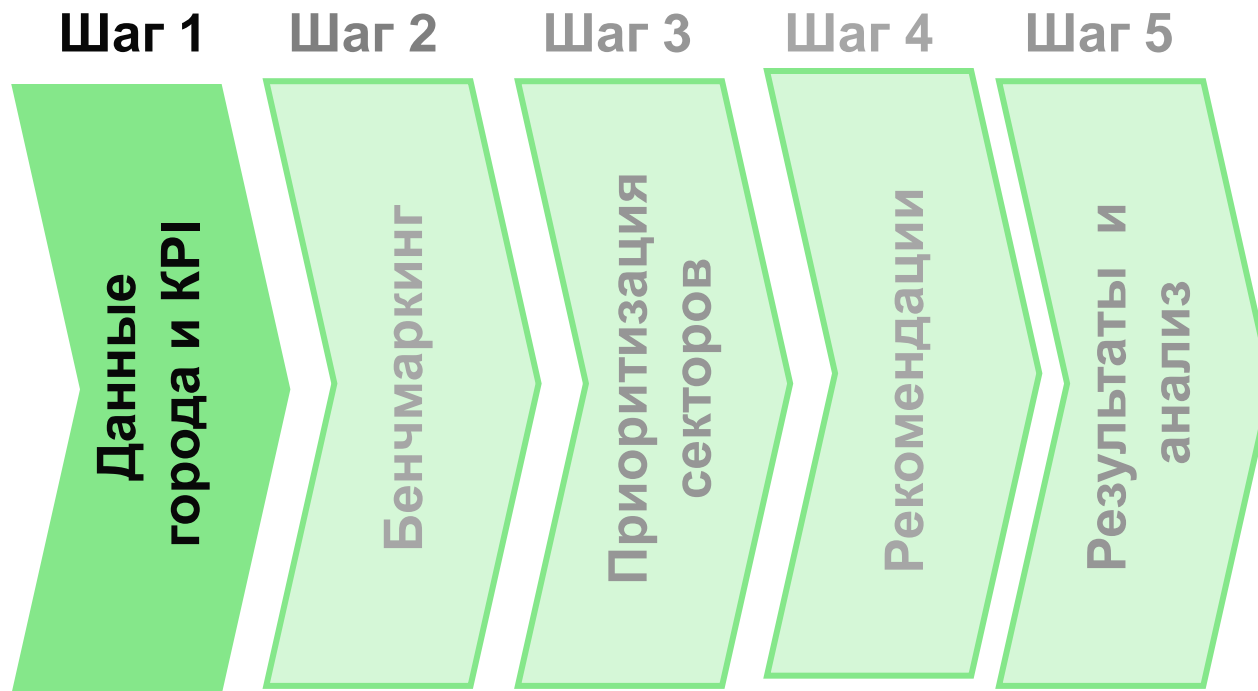 Шаг 1
Данные
города и KPI
Шаг 2
Бенчмаркинг
Шаг 3
Приоритизация
секторов
Шаг 4
Рекомендации
Шаг 5
Результаты и
анализ